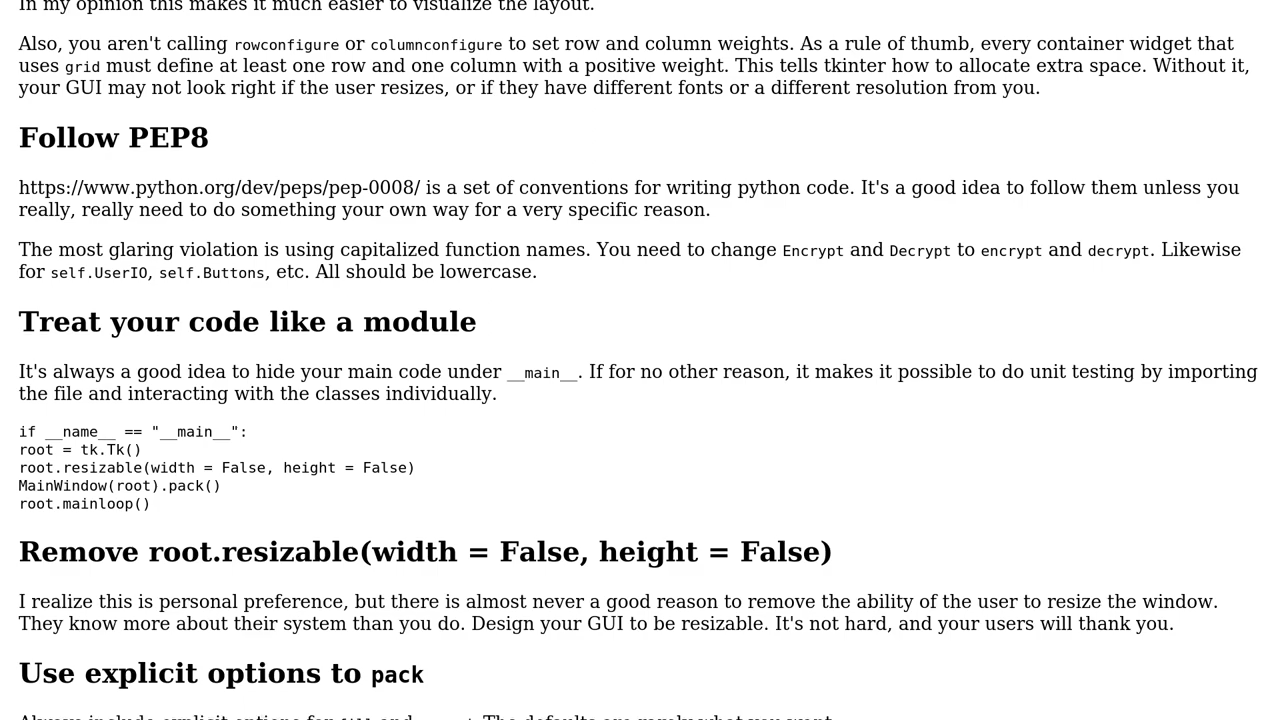 In my opinion this makes it much easier to visualize the layout.
Also, you aren't calling rowconfigure or columnconfigure to set row and column weights. As a rule of thumb, every container widget that
uses grid must define at least one row and one column with a positive weight. This tells tkinter how to allocate extra space. Without it,
your GUI may not look right if the user resizes, or if they have different fonts or a different resolution from you.
Follow PEP8
https://www.python.org/dev/peps/pep-0008/ is a set of conventions for writing python code. It's a good idea to follow them unless you
really, really need to do something your own way for a very specific reason.
The most glaring violation is using capitalized function names. You need to change Encrypt and Decrypt to encrypt and decrypt. Likewise
for self.UserIO, self.Buttons, etc. All should be lowercase.
Treat your code like a module
It's always a good idea to hide your main code under __main__. If for no other reason, it makes it possible to do unit testing by importing
the file and interacting with the classes individually.
if __name__ == "__main__":
root = tk.Tk()
root.resizable(width = False, height = False)
MainWindow(root).pack()
root.mainloop()
Remove root.resizable(width = False, height = False)
I realize this is personal preference, but there is almost never a good reason to remove the ability of the user to resize the window.
They know more about their system than you do. Design your GUI to be resizable. It's not hard, and your users will thank you.
Use explicit options to pack
Always include explicit options for and . The defaults are rarely what you want.